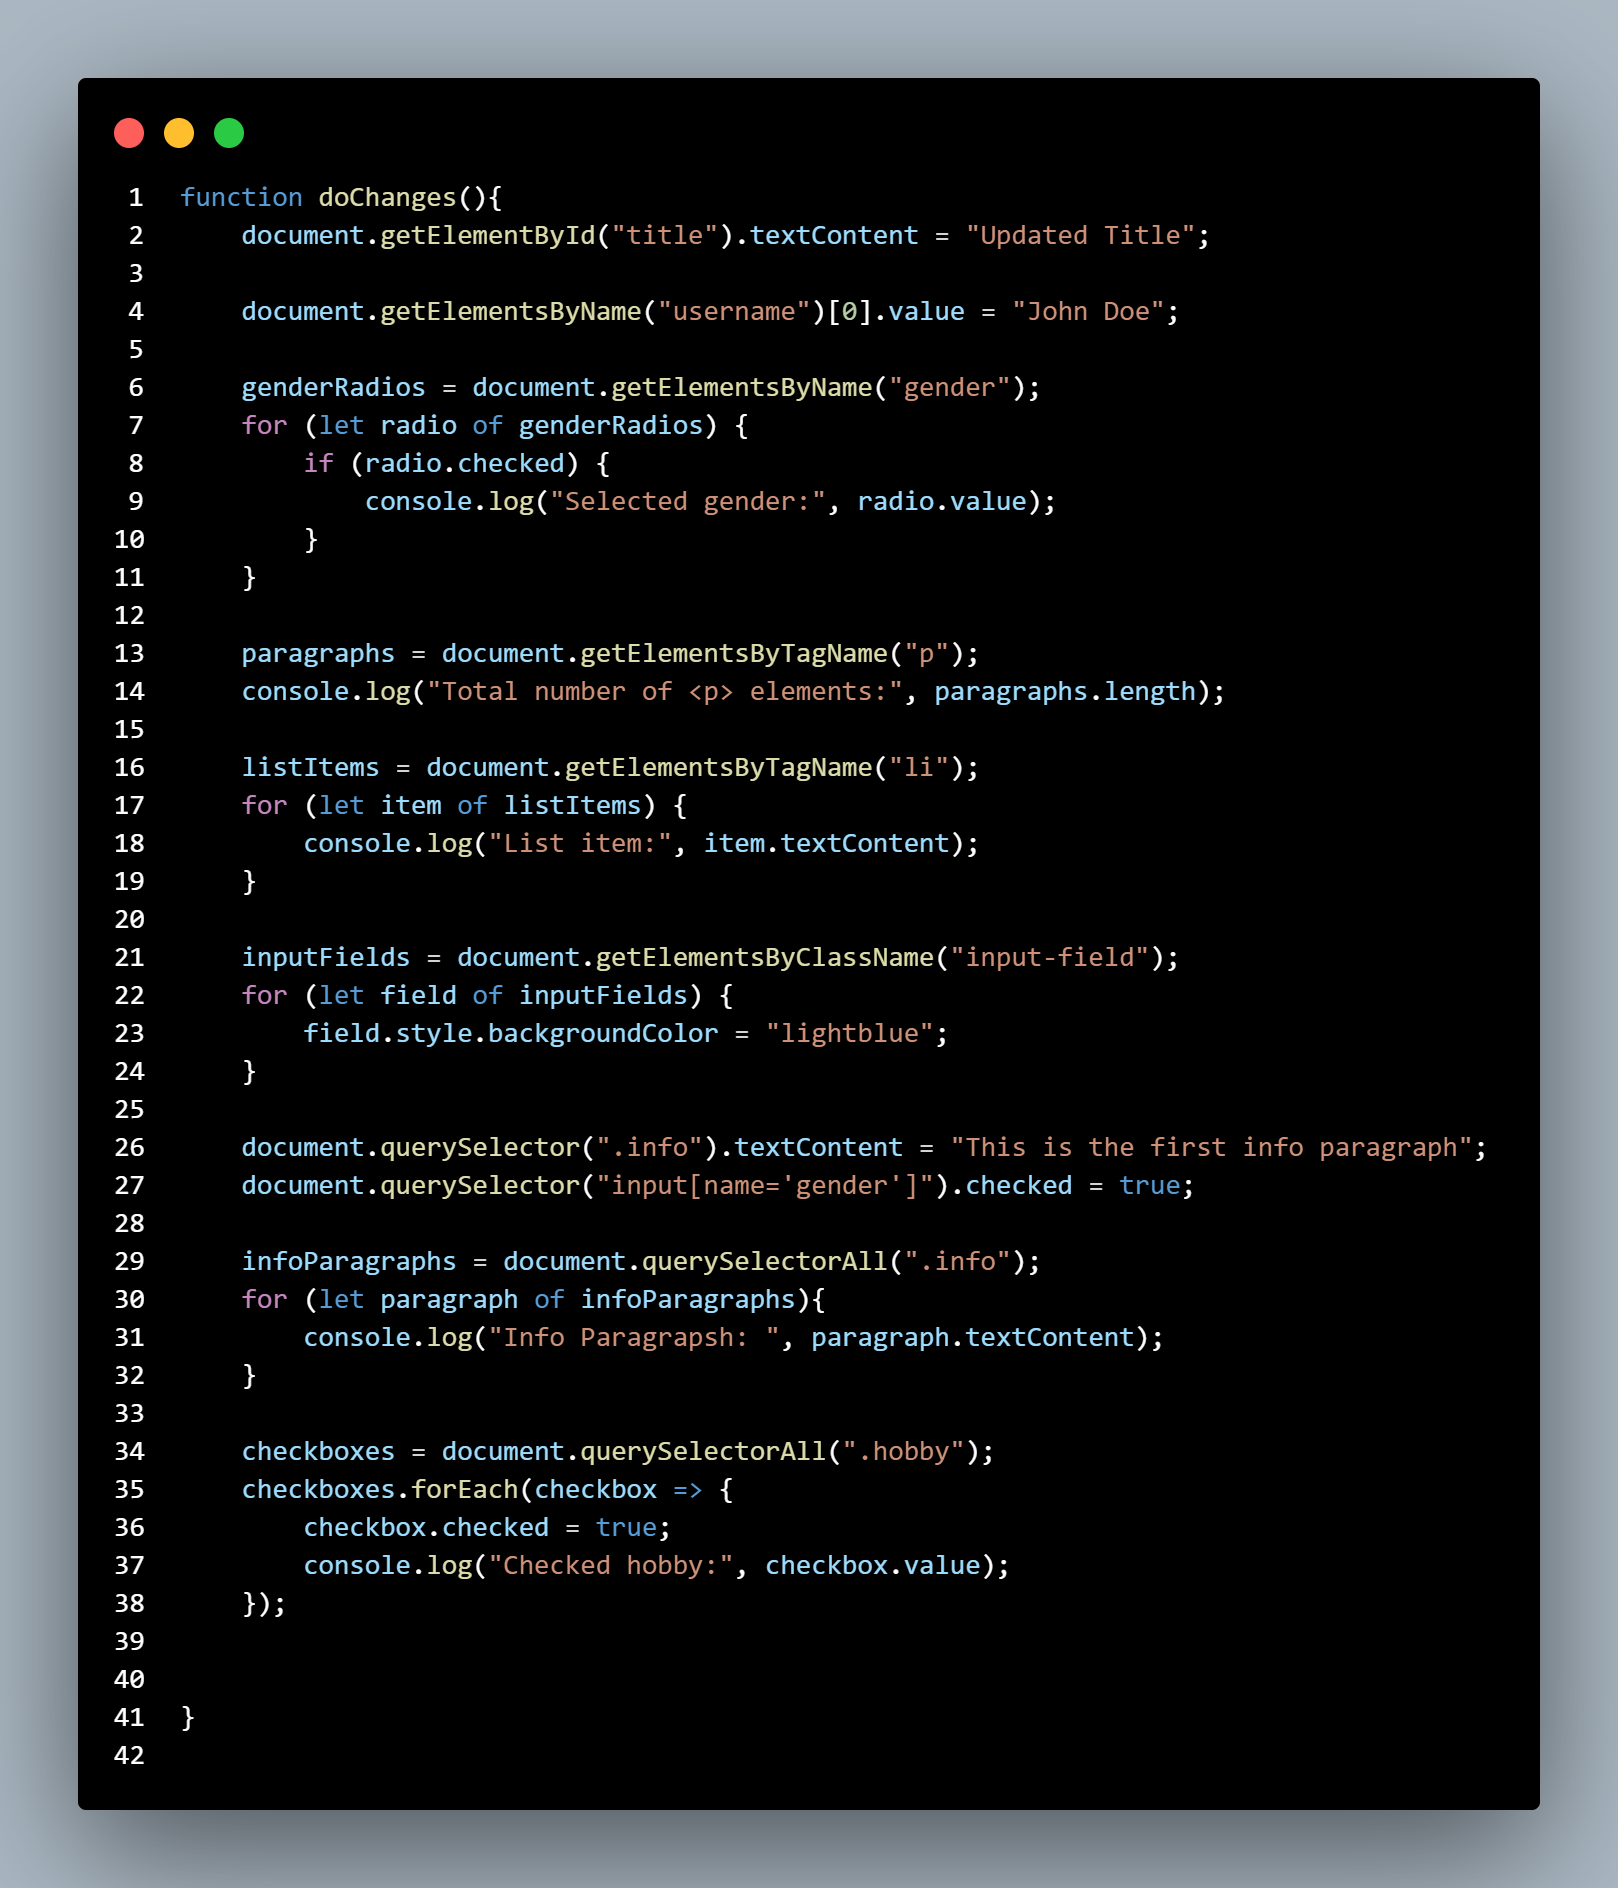 1 function doChanges(){
2     document.getElementById("title").textContent = "Updated Title";
3
4     document.getElementsByName("username")[0].value = "John Doe";
5
6     genderRadios = document.getElementsByName("gender");
7     for (let radio of genderRadios) {
8         if (radio.checked) {
9             console.log("Selected gender:", radio.value);
10         }
11     }
12
13     paragraphs = document.getElementsByTagName("p");
14     console.log("Total number of <p> elements:", paragraphs.length);
15
16     listItems = document.getElementsByTagName("li");
17     for (let item of listItems) {
18         console.log("List item:", item.textContent);
19     }
20
21     inputFields = document.getElementsByClassName("input-field");
22     for (let field of inputFields) {
23         field.style.backgroundColor = "lightblue";
24     }
25
26     document.querySelector(".info").textContent = "This is the first info paragraph";
27     document.querySelector("input[name='gender']").checked = true;
28
29     infoParagraphs = document.querySelectorAll(".info");
30     for (let paragraph of infoParagraphs){
31         console.log("Info Paragrapsh: ", paragraph.textContent);
32     }
33
34     checkboxes = document.querySelectorAll(".hobby");
35     checkboxes.forEach(checkbox => {
36         checkbox.checked = true;
37         console.log("Checked hobby:", checkbox.value);
38     });
39
40
41 }
42